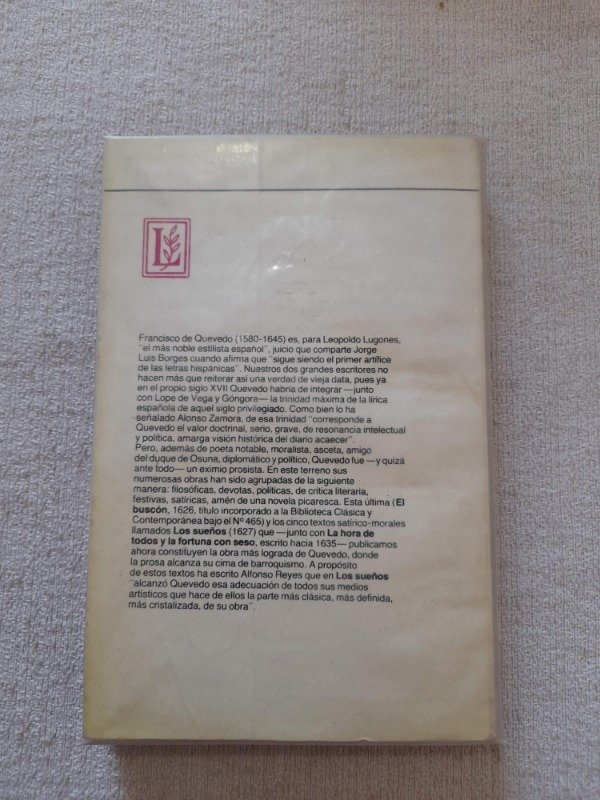 L
Francisco de Quevedo (1580-1645) es, para Leopoldo Lugones,
"el más noble estilista español", juicio que comparte Jorge
Luis Borges cuando afirma que "sigue siendo el primer artífice
de las letras hispánicas". Nuestros dos grandes escritores no
hacen más que reiterar así una verdad de vieja data, pues ya
en el propio siglo XVII Quevedo habría de integrar —junto
con Lope de Vega y Góngora— la trinidad máxima de la lírica
española de aquel siglo privilegiado. Como bien lo ha
señalado Alonso Zamora, de esa trinidad "corresponde a
Quevedo el valor doctrinal, serio, grave, de resonancia intelectual
y política, amarga visión histórica del diario acaecer".
Pero, además de poeta notable, moralista, asceta, amigo
del duque de Osuna, diplomático y político, Quevedo fue —y quizá
ante todo— un eximio prosista. En este terreno sus
numerosas obras han sido agrupadas de la siguiente
manera: filosóficas, devotas, políticas, de crítica literaria,
festivas, satíricas, amén de una novela picaresca. Esta última (El
buscón, 1626, título incorporado a la Biblioteca Clásica y
Contemporánea bajo el Nº 465) y los cinco textos satírico-morales
llamados Los sueños (1627) que —junto con La hora de
todos y la fortuna con seso, escrito hacia 1635— publicamos
ahora constituyen la obra más lograda de Quevedo, donde
la prosa alcanza su cima de barroquismo. A propósito
de estos textos ha escrito Alfonso Reyes que en Los sueños
"alcanzó Quevedo esa adecuación de todos sus medios
artísticos que hace de ellos la parte más clásica, más definida,
más cristalizada, de su obra".